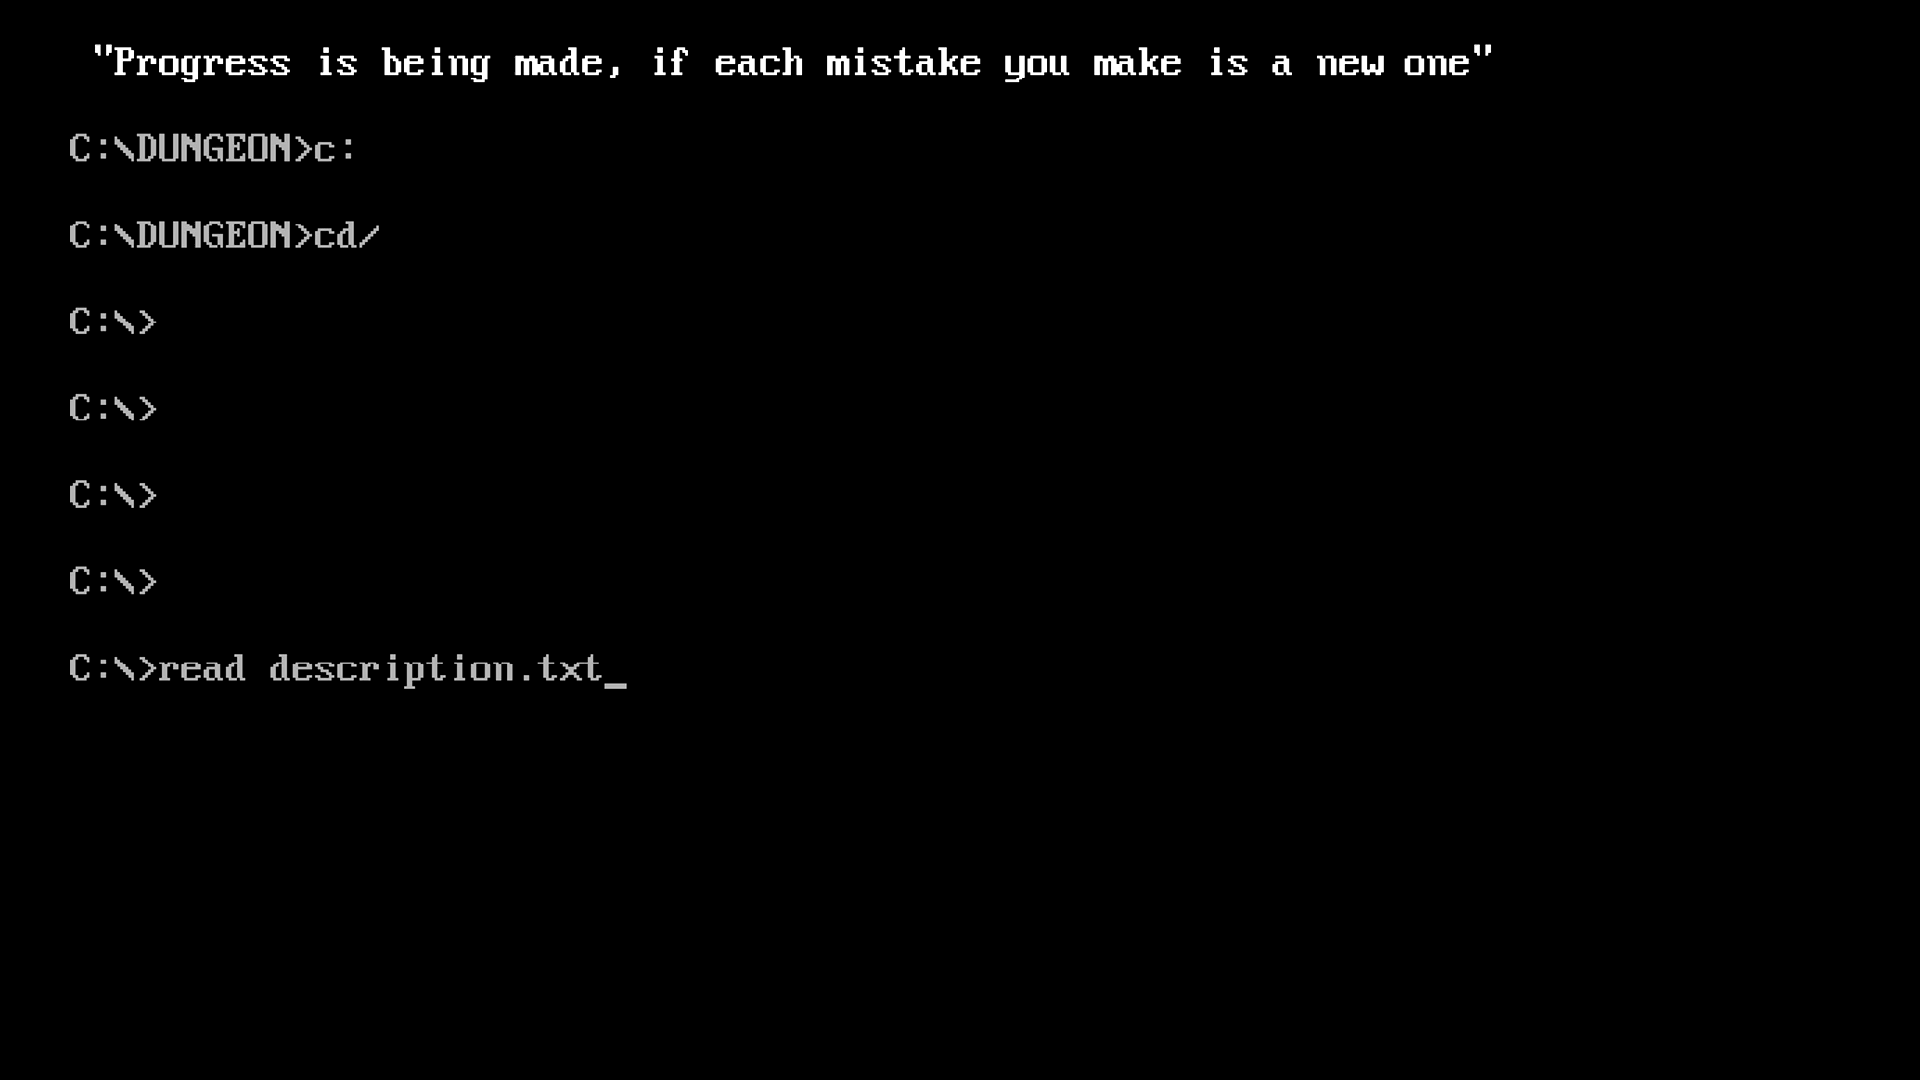 "Progress is being made, if each mistake you make is a new one"
C:\DUNGEON>c:
C:\DUNGEON>cd/
C:\>
C:\>
C:\>
C:\>
C:\>read description.txt_